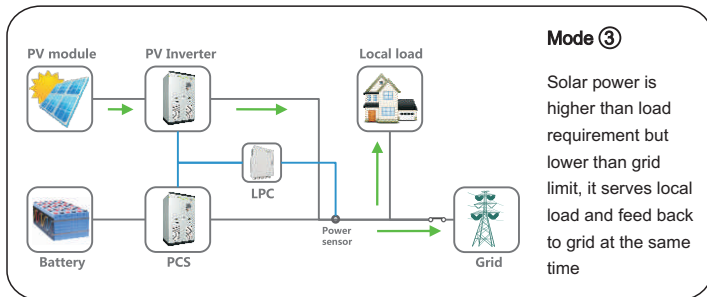 PV module
PV Inverter
Local load
LPC
Power
sensor
Battery
PCS
Grid
Mode ③
Solar power is
higher than load
requirement but
lower than grid
limit, it serves local
load and feed back
to grid at the same
time